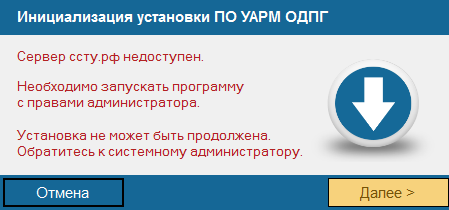 Инициализация установки ПО УАРМ ОДПГ
Сервер ссту.рф недоступен.
Необходимо запускать программу
с правами администратора.
Установка не может быть продолжена.
Обратитесь к системному администратору.
Отмена
Далее >